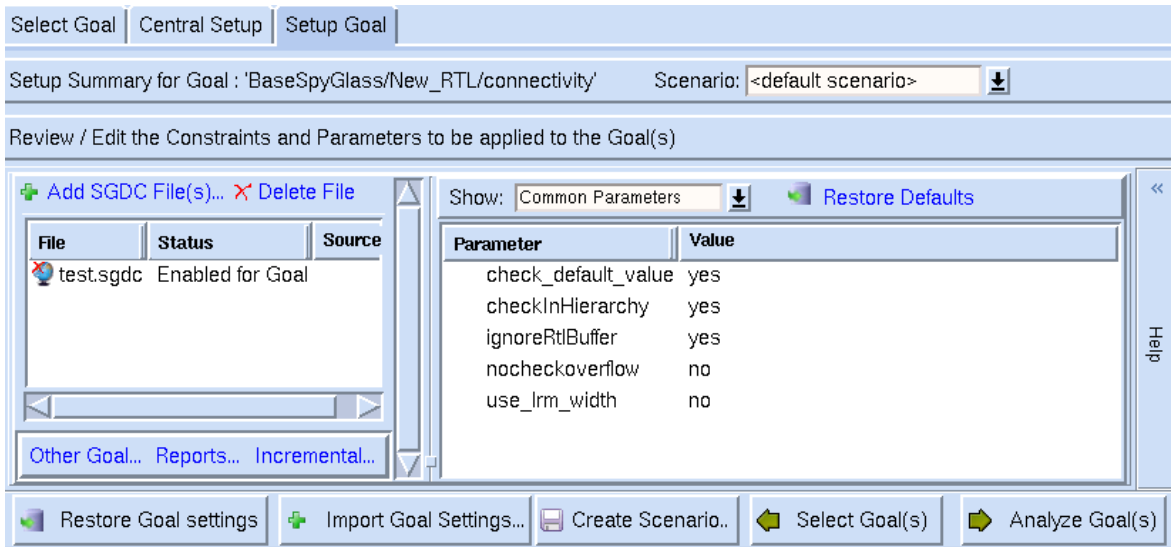 Select Goal Central Setup Setup Goal
Setup Summary for Goal : 'BaseSpyGlass/New_RTL/connectivity' Scenario: <default scenario>
Review / Edit the Constraints and Parameters to be applied to the Goal(s)
Add SGDC File(s)... Delete File
File Status Source
test.sgdc Enabled for Goal
Other Goal... Reports... Incremental...
Show: Common Parameters Restore Defaults
Parameter Value
check_default_value yes
checkInHierarchy yes
ignoreRtlBuffer yes
nocheckoverflow no
use_lrm_width no
<<
Help
Restore Goal settings Import Goal Settings... Create Scenario.. Select Goal(s) Analyze Goal(s)